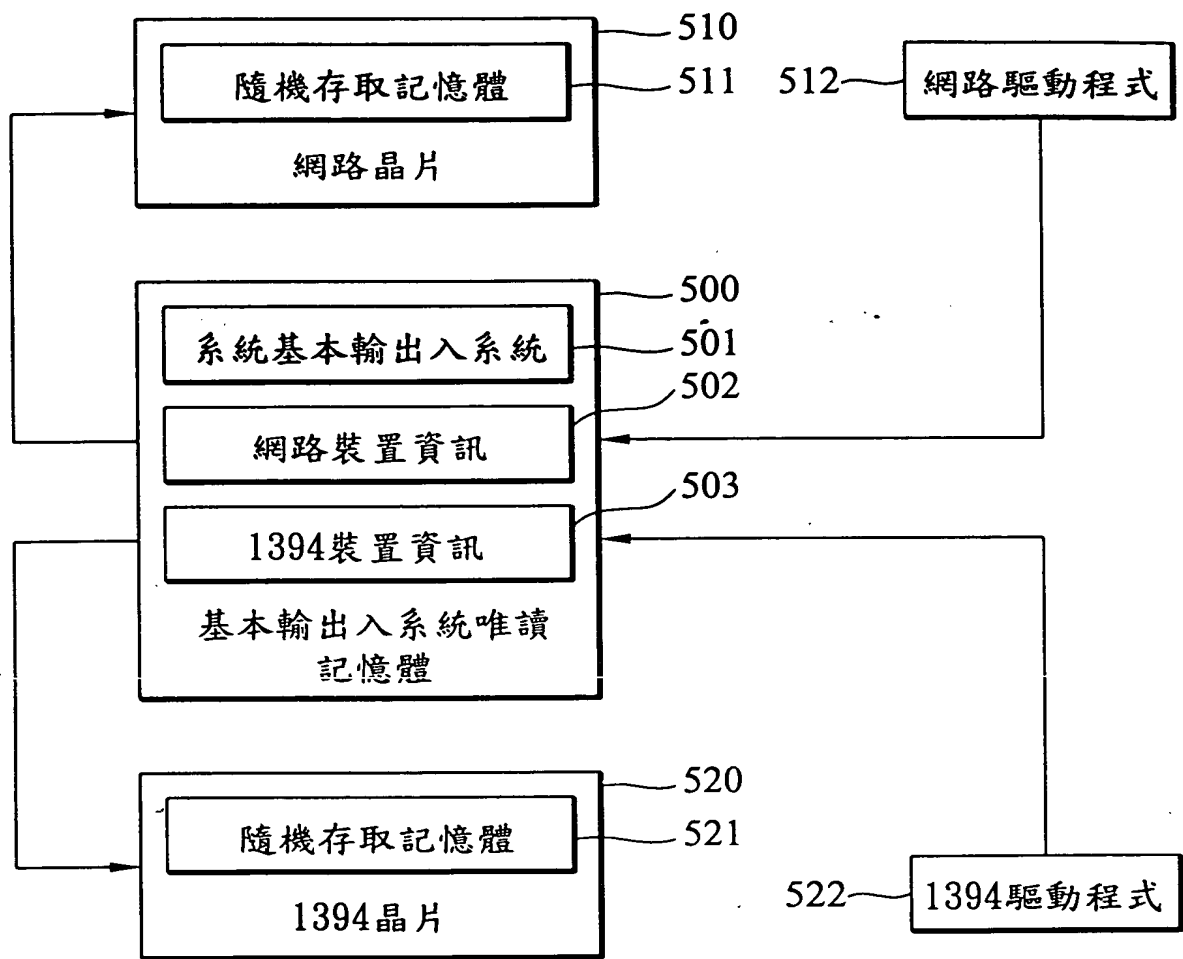 510
隨機存取記憶體
511
網路晶片
512
網路驅動程式
500
系統基本輸出入系統
501
502
網路裝置資訊
503
1394裝置資訊
基本輸出入系統唯讀
記憶體
520
隨機存取記憶體
521
1394晶片
522
1394驅動程式